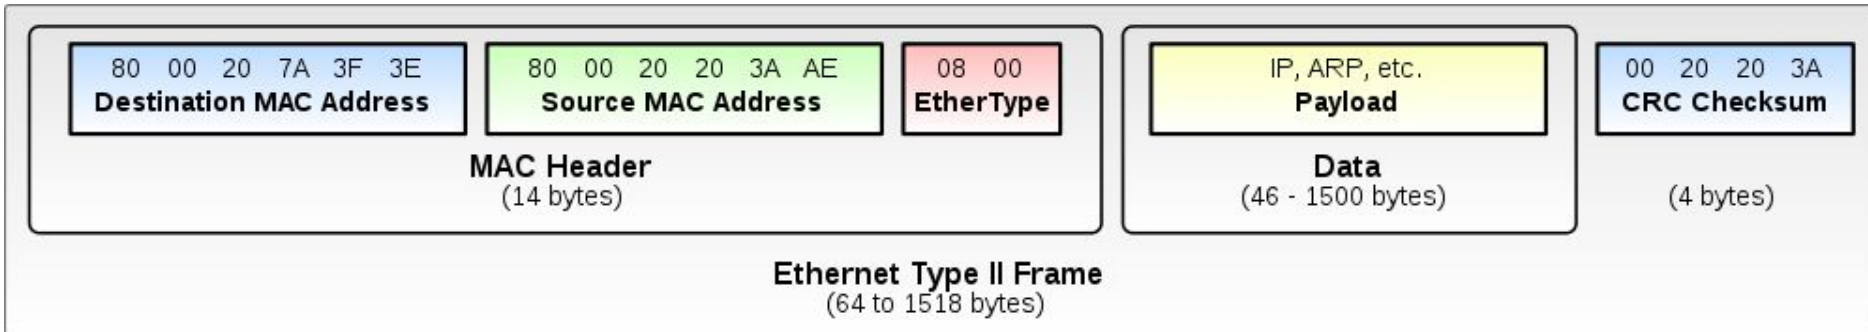 80 00 20 7A 3F 3E
Destination MAC Address
80 00 20 20 3A AE
Source MAC Address
08 00
EtherType
MAC Header
(14 bytes)
IP, ARP, etc.
Payload
Data
(46 - 1500 bytes)
00 20 20 3A
CRC Checksum
(4 bytes)
Ethernet Type II Frame
(64 to 1518 bytes)